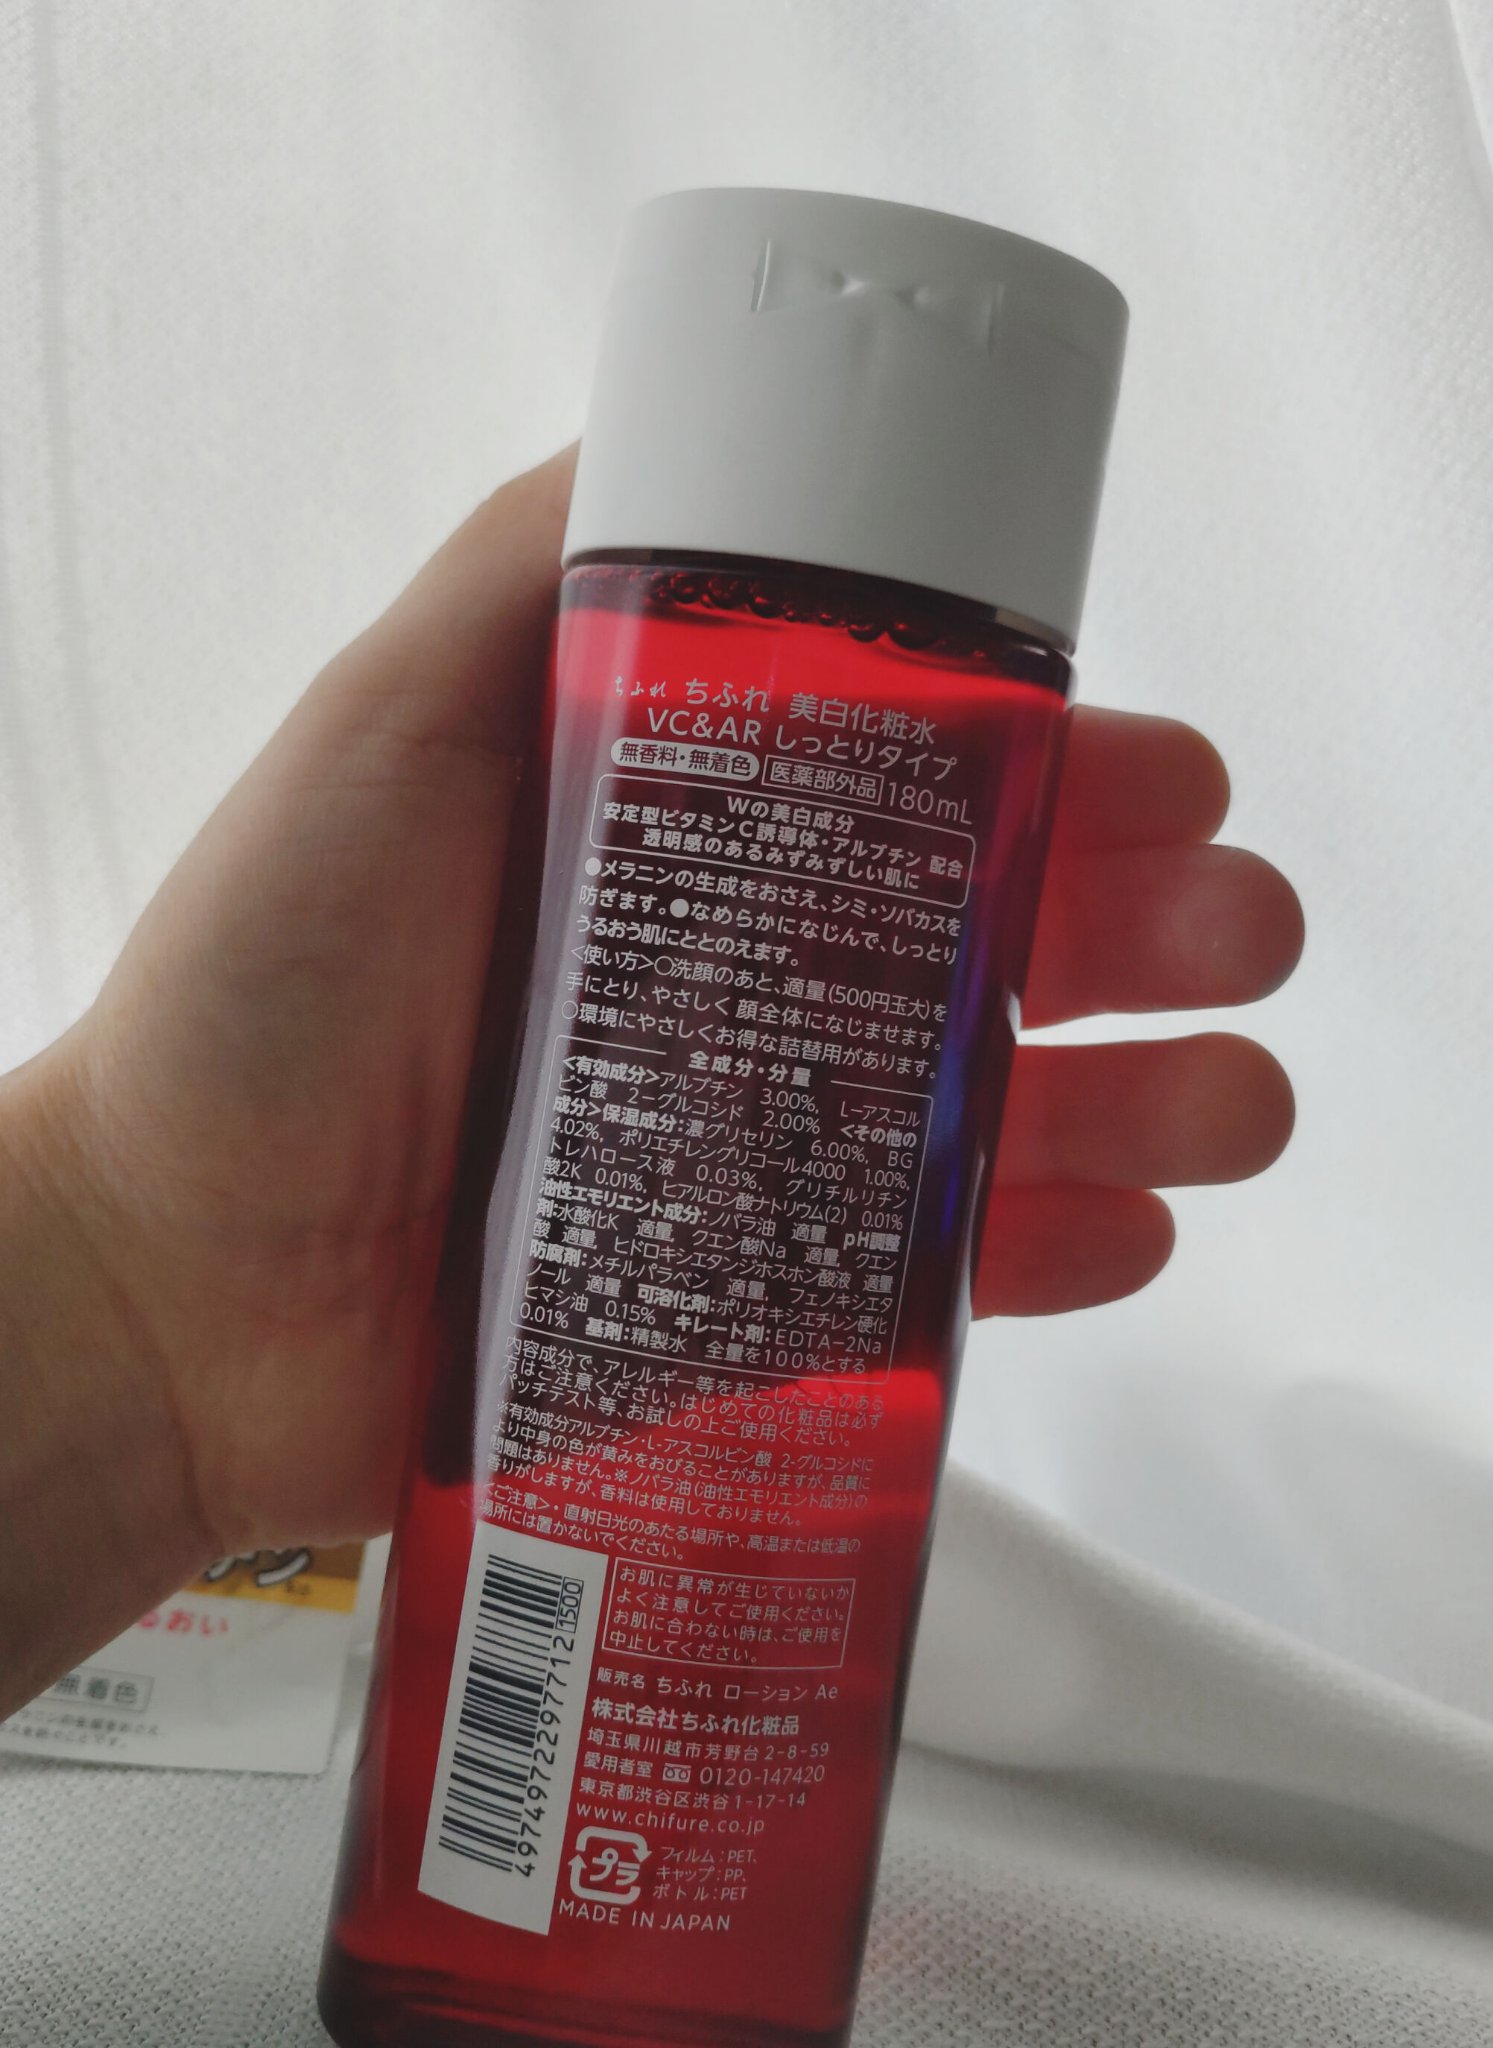 ちふれ ちふれ 美白化粧水
VC&AR しっとりタイプ
無香料・無着色 医薬部外品 180mL
Wの美白成分
安定型ビタミンC誘導体・アルブチン 配合
透明感のあるみずみずしい肌に
●メラニンの生成をおさえ、シミ・ソバカスを
防ぎます。●なめらかになじんで、しっとり
うるおう肌にととのえます。
<使い方>○洗顔のあと、適量(500円玉大)を
手にとり、やさしく顔全体になじませます。
○環境にやさしくお得な詰替用があります。
全成分・分量
<有効成分>アルブチン 3.00%, L-アスコル
ビン酸 2-グルコシド 2.00% <その他の
成分>保湿成分:濃グリセリン 6.00%, BG
4.02%, ポリエチレングリコール4000 1.00%,
トレハロース液 0.03%, グリチルリチン
酸2K 0.01%, ヒアルロン酸ナトリウム(2) 0.01%
油性エモリエント成分:ノバラ油 適量 pH調整
剤:水酸化K 適量, クエン酸Na 適量, クエン
酸 適量, ヒドロキシエタンジホスホン酸液 適量
防腐剤:メチルパラベン 適量, フェノキシエタ
ノール 適量 可溶化剤:ポリオキシエチレン硬化
ヒマシ油 0.15% キレート剤:EDTA-2Na
0.01% 基剤:精製水 全量を100%とする
内容成分で、アレルギー等を起こしたことのある
方はご注意ください。はじめての化粧品は必ず
パッチテスト等、お試しの上ご使用ください。
※有効成分アルブチン・L-アスコルビン酸 2-グルコシドに
より中身の色が黄みをおびることがありますが、品質に
問題はありません。※ノバラ油(油性エモリエント成分)の
香りがしますが、香料は使用しておりません。
<ご注意>・直射日光のあたる場所や、高温または低温の
場所には置かないでください。
お肌に異常が生じていないか
よく注意してご使用ください。
お肌に合わない時は、ご使用を
中止してください。
1500
4974972297712
販売名 ちふれ ローション Ae
株式会社ちふれ化粧品
埼玉県川越市芳野台2-8-59
愛用者室 0120-147420
東京都渋谷区渋谷1-17-14
www.chifure.co.jp
プラ
フィルム:PET、
キャップ:PP、
ボトル:PET
MADE IN JAPAN
るおい
無着色